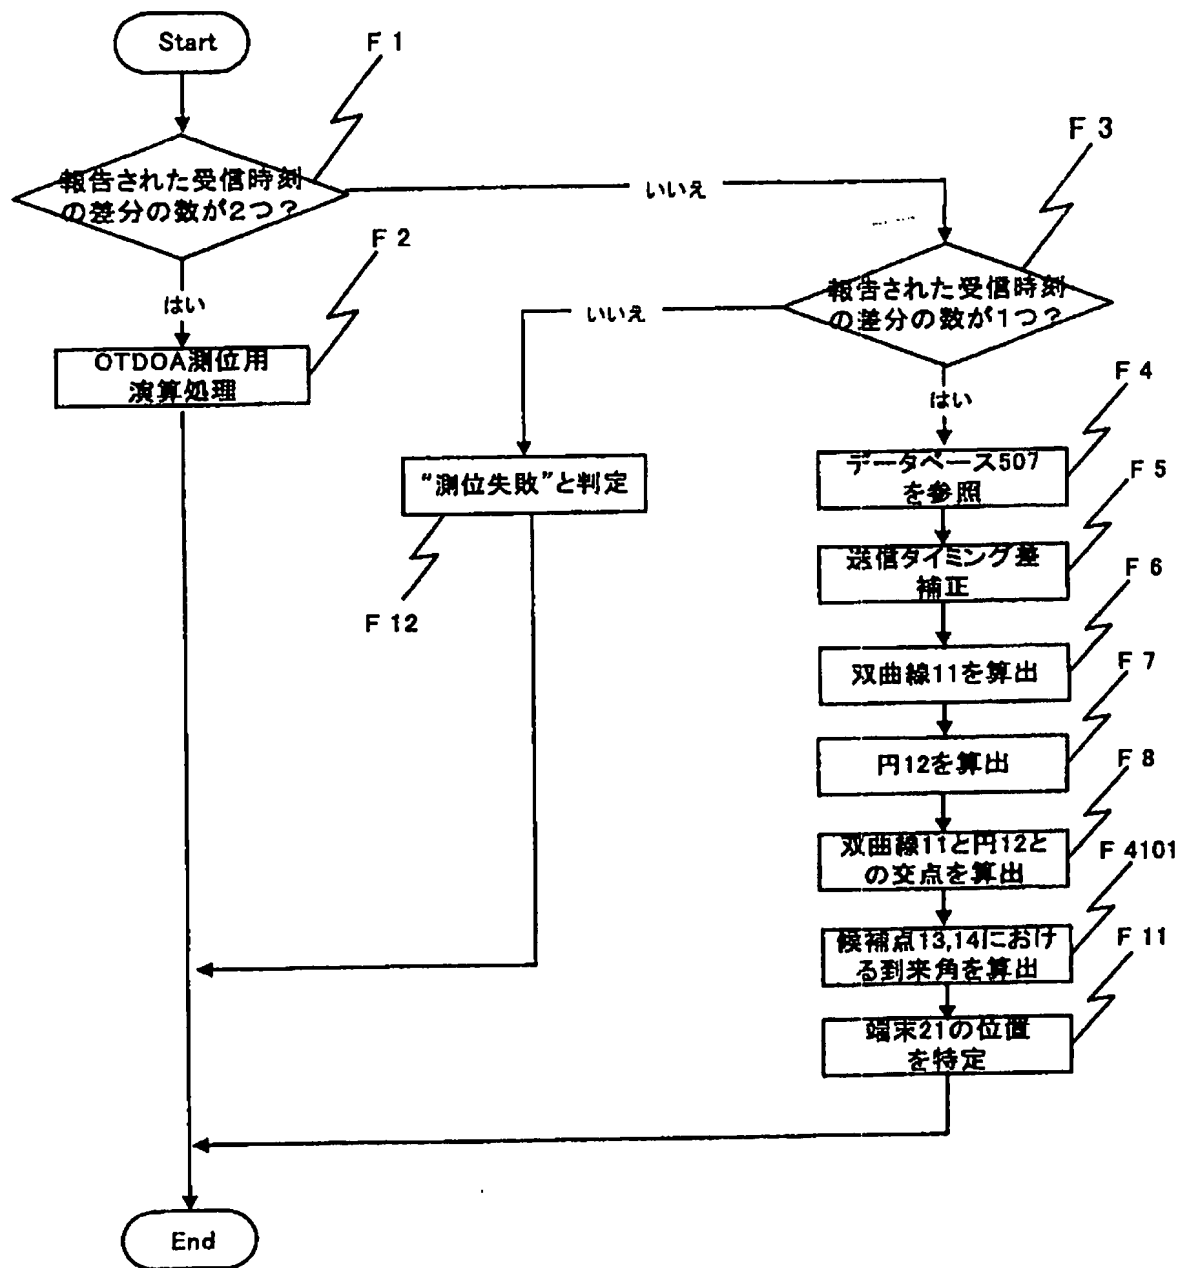 Start
F 1
報告された受信時刻
の差分の数が2つ？
いいえ
F 3
はい
F 2
報告された受信時刻
の差分の数が1つ？
いいえ
OTDOA測位用
演算処理
はい
F 4
データベース507
を参照
“測位失敗”と判定
F 12
F 5
送信タイミング差
補正
F 6
双曲線11を算出
F 7
円12を算出
F 8
双曲線11と円12と
の交点を算出
F 4101
候補点13,14におけ
る到来角を算出
F 11
端末21の位置
を特定
End